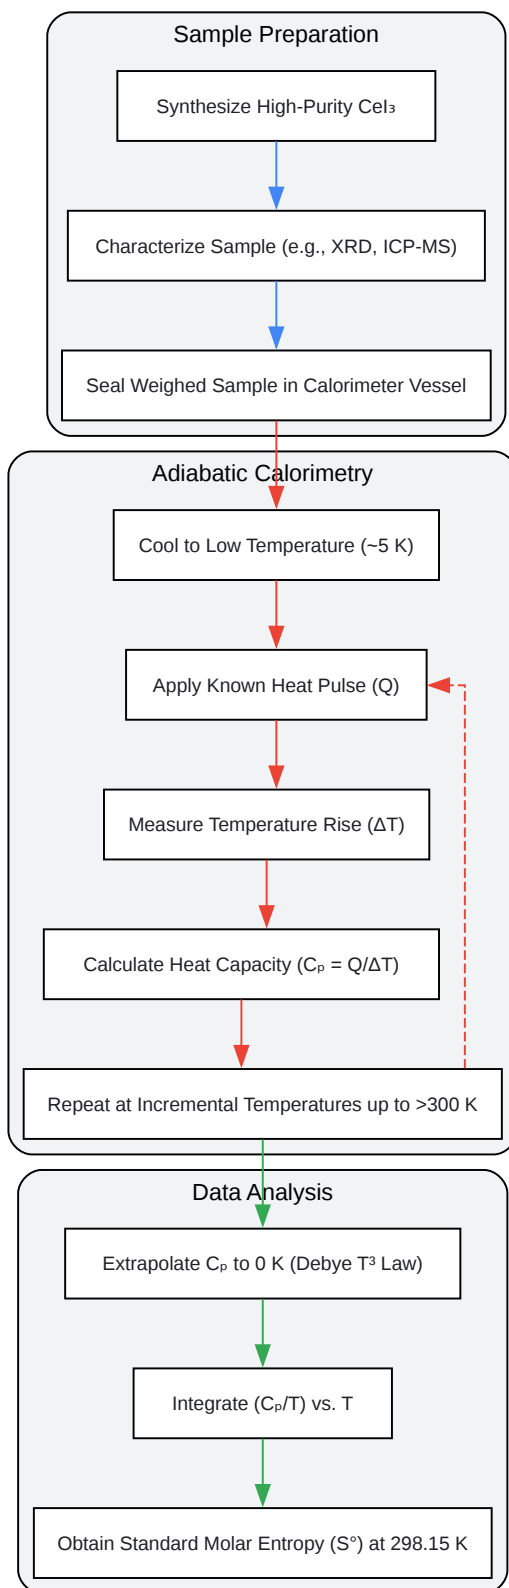 Sample Preparation
Synthesize High-Purity CeI₃
Characterize Sample (e.g., XRD, ICP-MS)
Seal Weighed Sample in Calorimeter Vessel
Adiabatic Calorimetry
Cool to Low Temperature (~5 K)
Apply Known Heat Pulse (Q)
Measure Temperature Rise (ΔT)
Calculate Heat Capacity (Cₚ = Q/ΔT)
Repeat at Incremental Temperatures up to >300 K
Data Analysis
Extrapolate Cₚ to 0 K (Debye T³ Law)
Integrate (Cₚ/T) vs. T
Obtain Standard Molar Entropy (S°) at 298.15 K